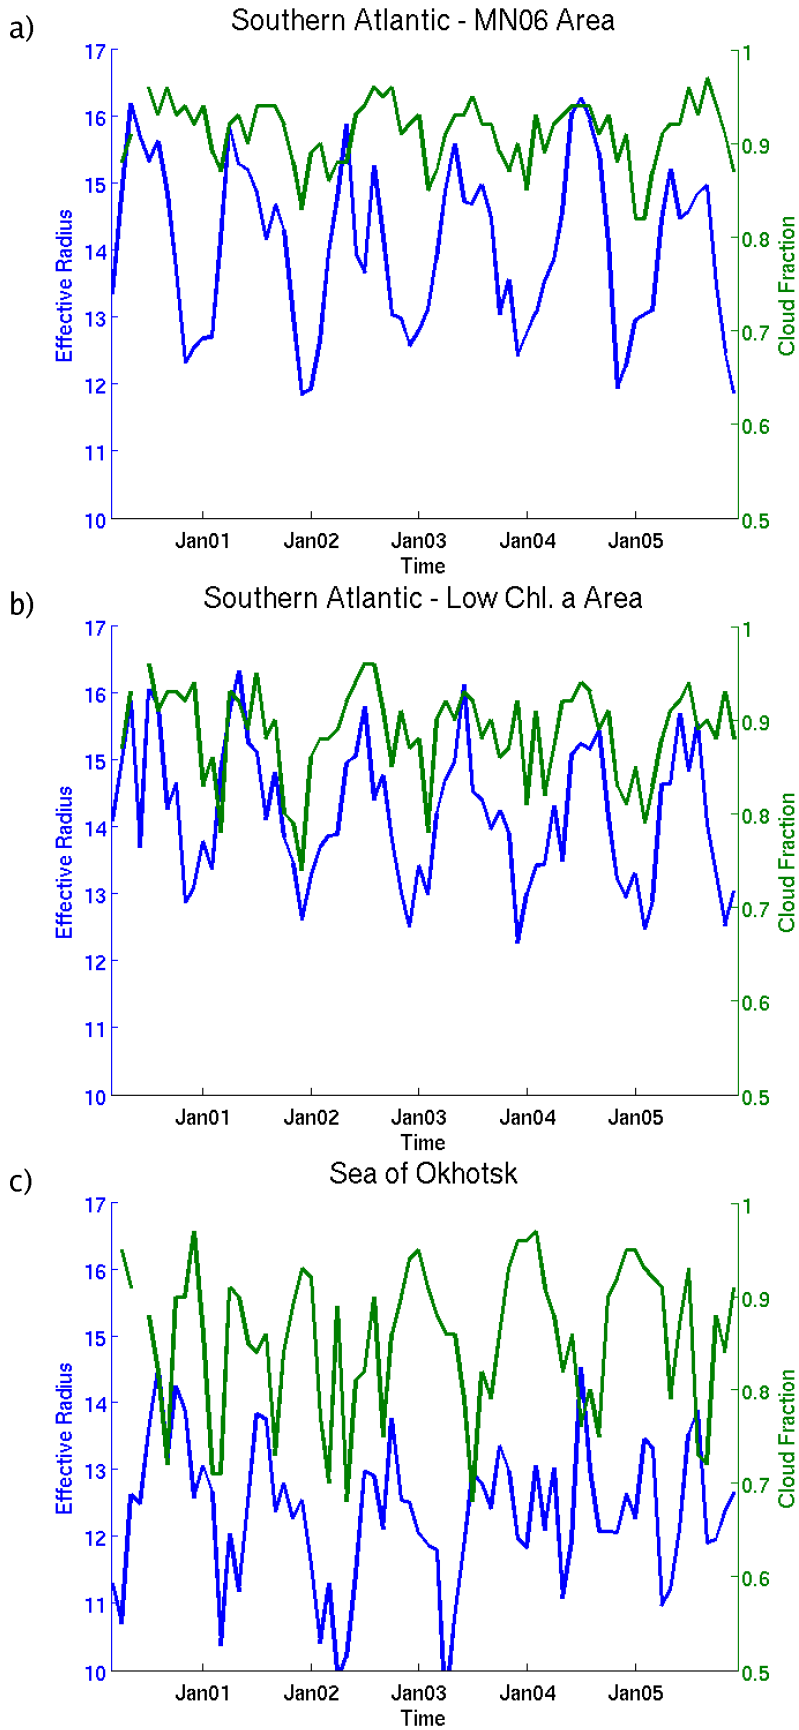 a)
Southern Atlantic - MN06 Area
17
16
15
14
13
12
11
10
Effective Radius
1
0.9
0.8
0.7
0.6
0.5
Cloud Fraction
Jan01 Jan02 Jan03 Jan04 Jan05
Time
b)
Southern Atlantic - Low Chl. a Area
17
16
15
14
13
12
11
10
Effective Radius
1
0.9
0.8
0.7
0.6
0.5
Cloud Fraction
Jan01 Jan02 Jan03 Jan04 Jan05
Time
c)
Sea of Okhotsk
17
16
15
14
13
12
11
10
Effective Radius
1
0.9
0.8
0.7
0.6
0.5
Cloud Fraction
Jan01 Jan02 Jan03 Jan04 Jan05
Time